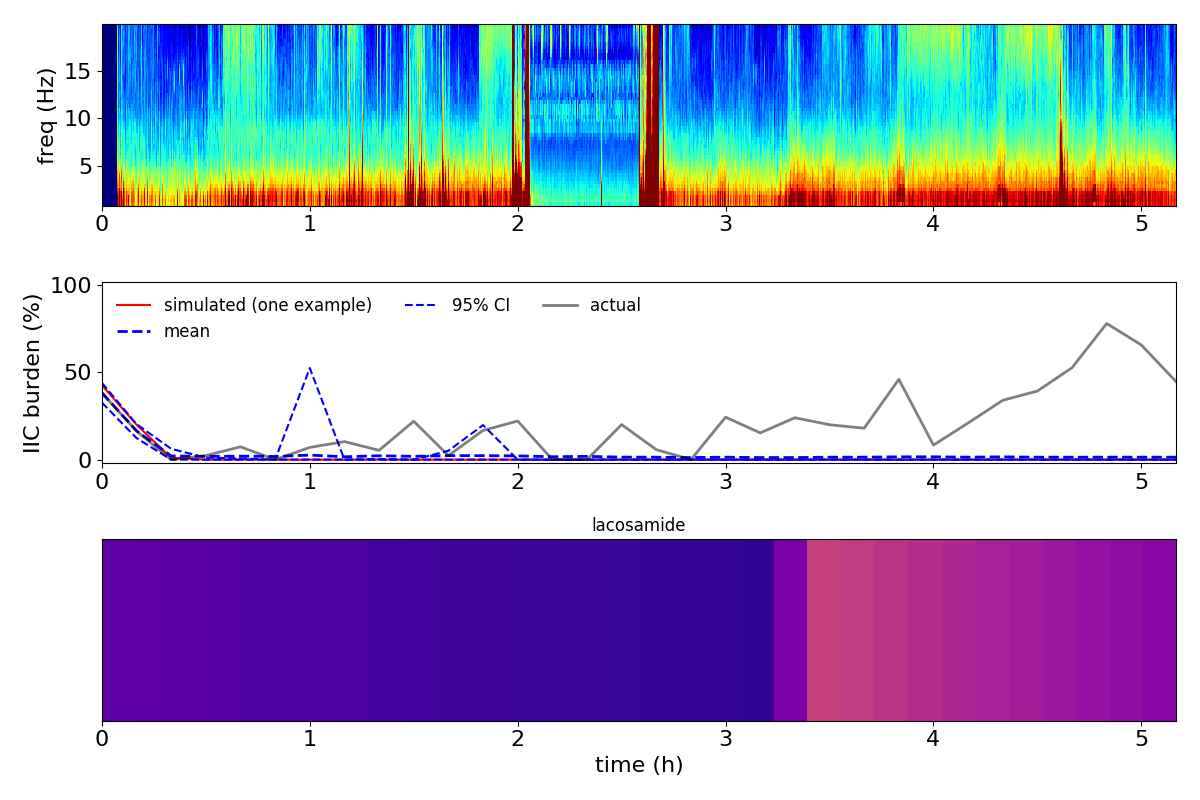 freq (Hz)
15
10
5
0 1 2 3 4 5
IIC burden (%)
100
50
0
simulated (one example) 95% CI actual
mean
0 1 2 3 4 5
lacosamide
0 1 2 3 4 5
time (h)